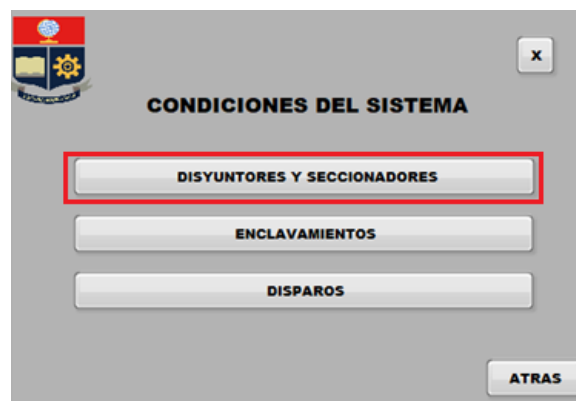 X
CONDICIONES DEL SISTEMA
DISYUNTORES Y SECCIONADORES
ENCLAVAMIENTOS
DISPAROS
ATRAS